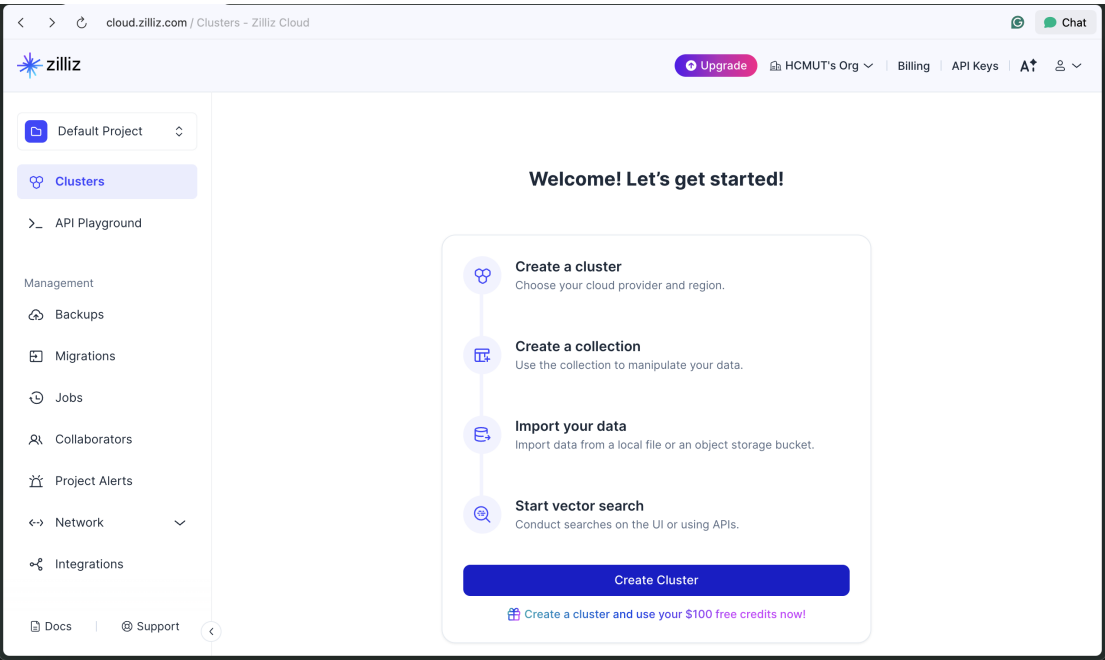 cloud.zilliz.com / Clusters - Zilliz Cloud
Chat
zilliz
Upgrade
HCMUT's Org
Billing
API Keys
Default Project
Clusters
API Playground
Management
Backups
Migrations
Jobs
Collaborators
Project Alerts
Network
Integrations
Docs
Support
Welcome! Let’s get started!
Create a cluster
Choose your cloud provider and region.
Create a collection
Use the collection to manipulate your data.
Import your data
Import data from a local file or an object storage bucket.
Start vector search
Conduct searches on the UI or using APIs.
Create Cluster
Create a cluster and use your $100 free credits now!